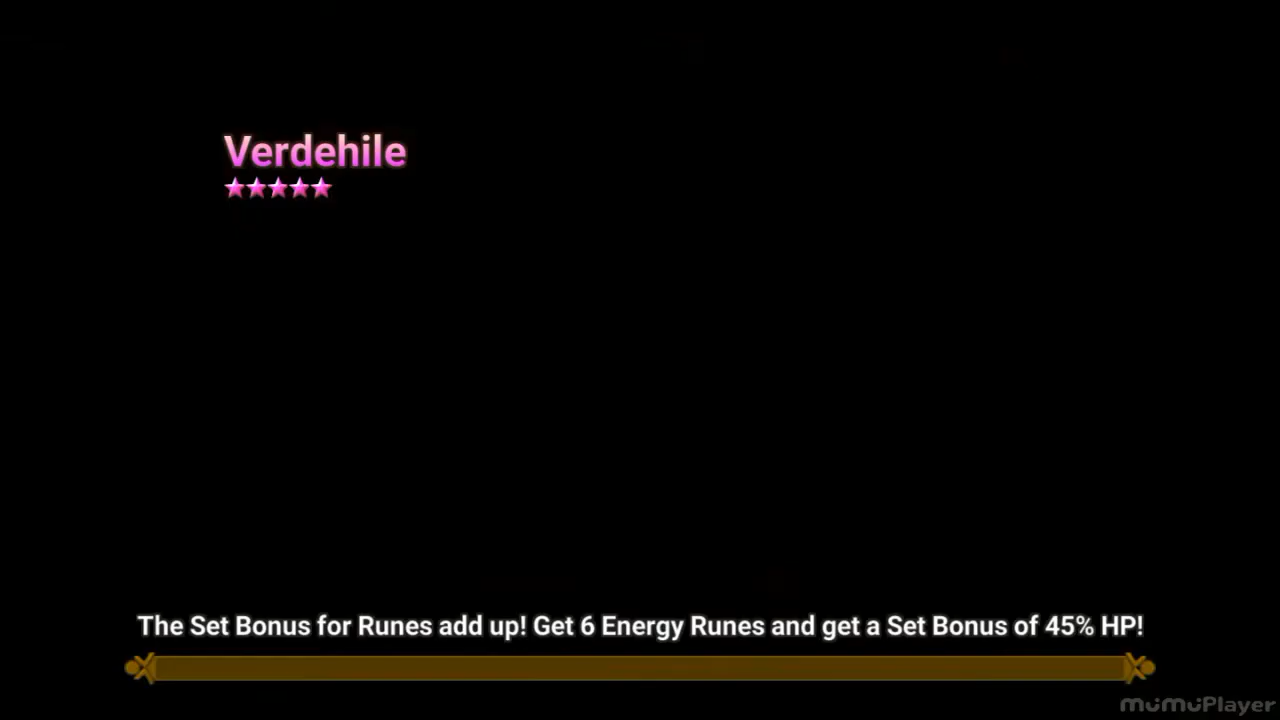 Verdehile
The Set Bonus for Runes add up! Get 6 Energy Runes and get a Set Bonus of 45% HP!
MuMuPlayer